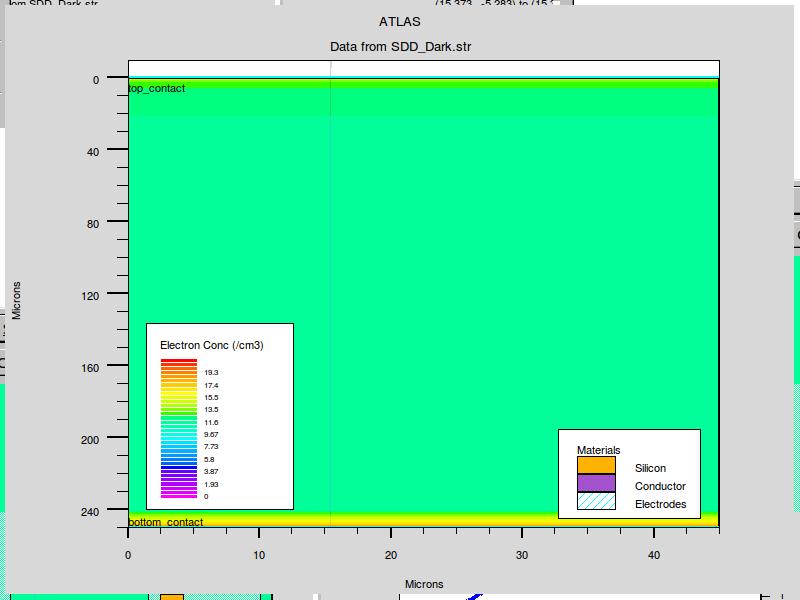 om SDD_Dark.str
(15.373, -5.283) to (15.
ATLAS
Data from SDD_Dark.str
0
top_contact
40
80
120
Microns
Electron Conc (/cm3)
160
19.3
17.4
15.5
13.5
11.6
9.67
7.73
5.8
3.87
1.93
0
200
Materials
Silicon
Conductor
Electrodes
240
bottom_contact
0
10
20
30
40
Microns